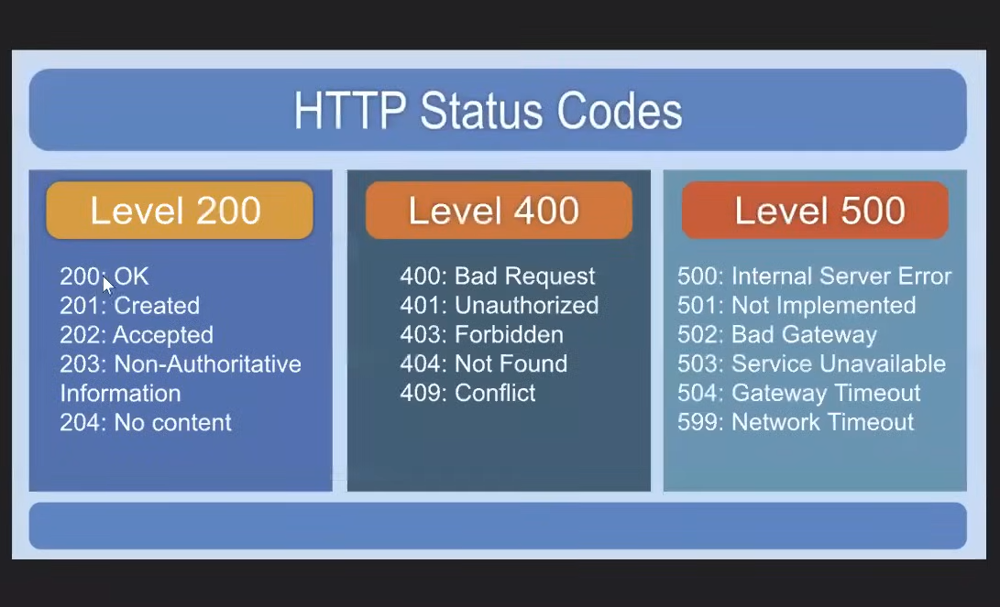 HTTP Status Codes
Level 200
200: OK
201: Created
202: Accepted
203: Non-Authoritative
Information
204: No content
Level 400
400: Bad Request
401: Unauthorized
403: Forbidden
404: Not Found
409: Conflict
Level 500
500: Internal Server Error
501: Not Implemented
502: Bad Gateway
503: Service Unavailable
504: Gateway Timeout
599: Network Timeout